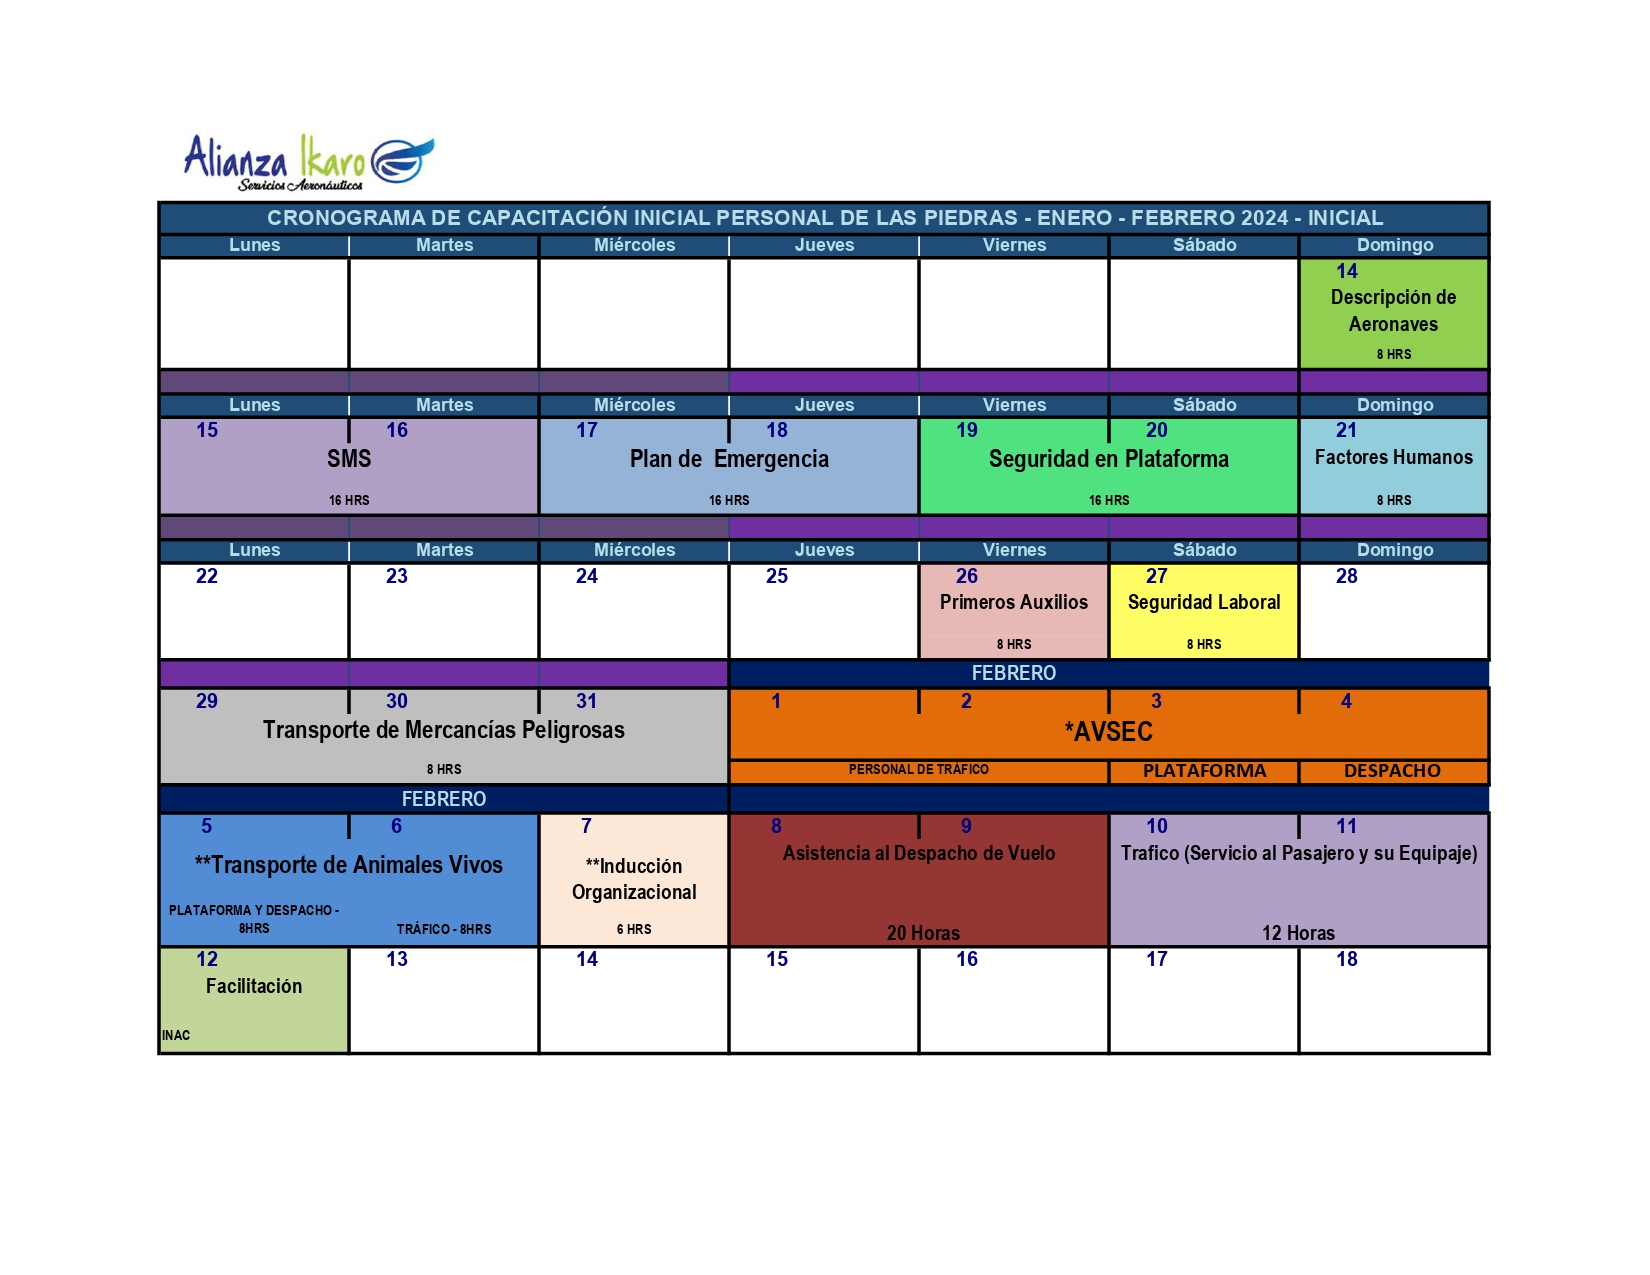 Alianza Ikaro
Servicios Aeronáuticos
CRONOGRAMA DE CAPACITACIÓN INICIAL PERSONAL DE LAS PIEDRAS - ENERO - FEBRERO 2024 - INICIAL
Lunes Martes Miércoles Jueves Viernes Sábado Domingo
14
Descripción de
Aeronaves
8 HRS
Lunes Martes Miércoles Jueves Viernes Sábado Domingo
15 16 17 18 19 20 21
SMS Plan de Emergencia Seguridad en Plataforma Factores Humanos
16 HRS 16 HRS 16 HRS 8 HRS
Lunes Martes Miércoles Jueves Viernes Sábado Domingo
22 23 24 25 26 27 28
Primeros Auxilios Seguridad Laboral
8 HRS 8 HRS
FEBRERO
29 30 31 1 2 3 4
Transporte de Mercancías Peligrosas *AVSEC
8 HRS PERSONAL DE TRÁFICO PLATAFORMA DESPACHO
FEBRERO
5 6 7 8 9 10 11
**Transporte de Animales Vivos **Inducción Asistencia al Despacho de Vuelo Trafico (Servicio al Pasajero y su Equipaje)
Organizacional
PLATAFORMA Y DESPACHO -
8HRS TRÁFICO - 8HRS 6 HRS 20 Horas 12 Horas
12 13 14 15 16 17 18
Facilitación
INAC